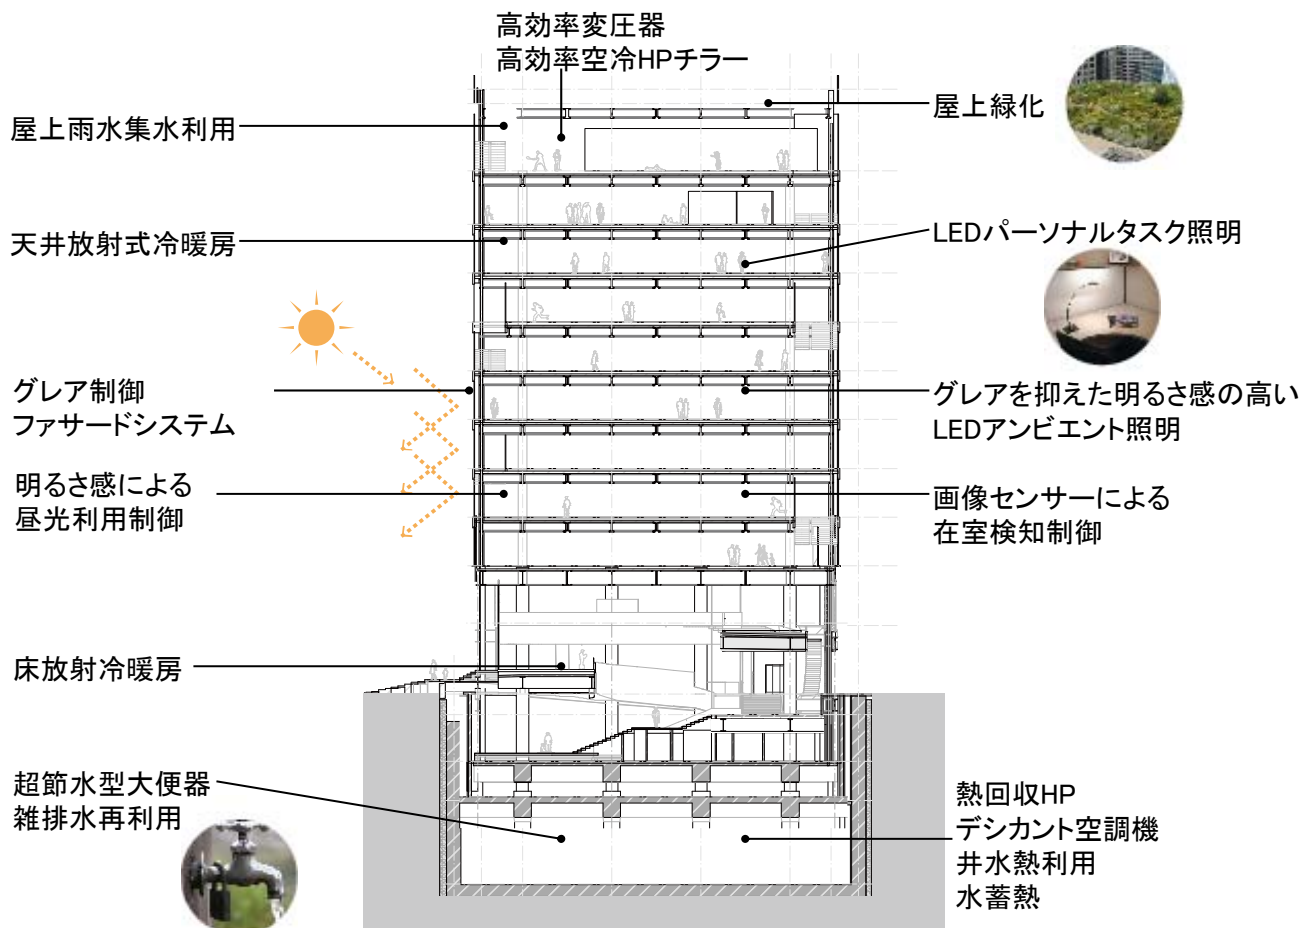 高効率変圧器
高効率空冷HPチラー
屋上緑化
屋上雨水集水利用
天井放射式冷暖房
LEDパーソナルタスク照明
グレア制御
ファサードシステム
グレアを抑えた明るさ感の高い
LEDアンビエント照明
明るさ感による
昼光利用制御
画像センサーによる
在室検知制御
床放射冷暖房
超節水型大便器
雑排水再利用
熱回収HP
デシカント空調機
井水熱利用
水蓄熱